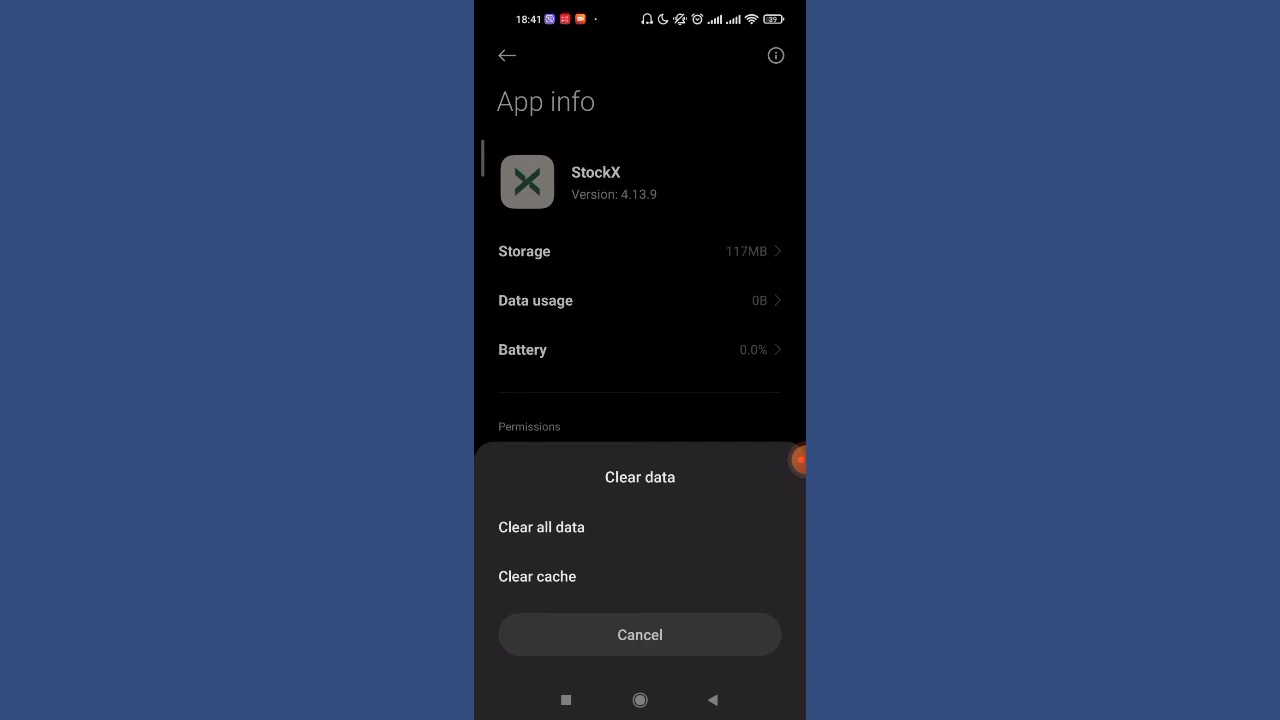 18:41
89
App info
StockX
Version: 4.13.9
Storage 117MB
Data usage 0B
Battery 0.0%
Permissions
Clear data
Clear all data
Clear cache
Cancel